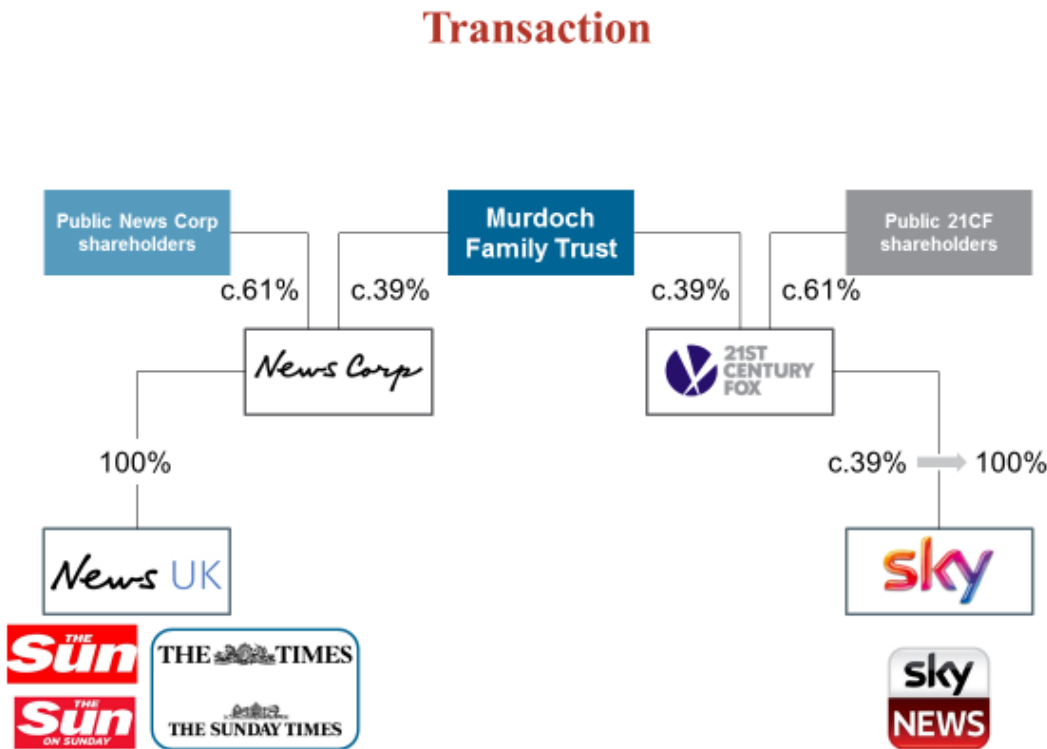 Transaction
Public News Corp
shareholders
Murdoch
Family Trust
Public 21CF
shareholders
c.61%
c.39%
c.39%
c.61%
News Corp
21ST
CENTURY
FOX
100%
c.39%
100%
News UK
sky
THE
Sun
THE TIMES
THE
Sun
ON SUNDAY
THE SUNDAY TIMES
sky
NEWS